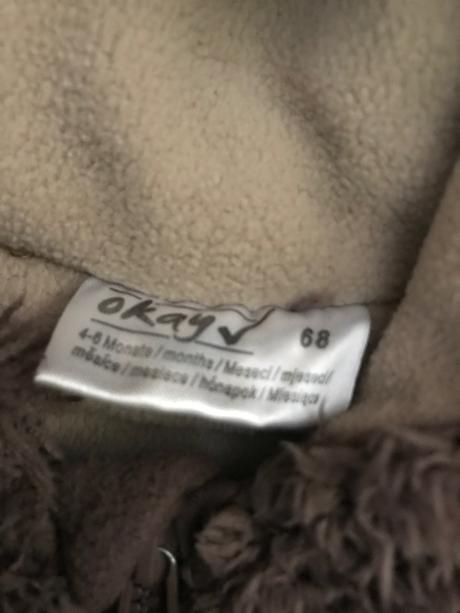 okay
68
4-6 Monate / months / Meseci / mjeseci/
měsíce / mesiace / hónapok / Miesiące